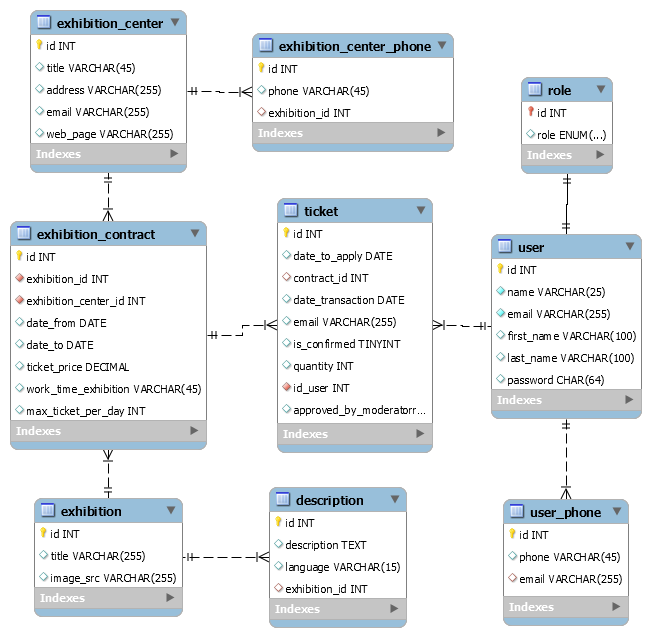 exhibition_center
id INT
title VARCHAR(45)
address VARCHAR(255)
email VARCHAR(255)
web_page VARCHAR(255)
Indexes
exhibition_center_phone
id INT
phone VARCHAR(45)
exhibition_id INT
Indexes
role
id INT
role ENUM(...)
Indexes
exhibition_contract
id INT
exhibition_id INT
exhibition_center_id INT
date_from DATE
date_to DATE
ticket_price DECIMAL
work_time_exhibition VARCHAR(45)
max_ticket_per_day INT
Indexes
ticket
id INT
date_to_apply DATE
contract_id INT
date_transaction DATE
email VARCHAR(255)
is_confirmed TINYINT
quantity INT
id_user INT
approved_by_moderatorr...
Indexes
user
id INT
name VARCHAR(25)
email VARCHAR(255)
first_name VARCHAR(100)
last_name VARCHAR(100)
password CHAR(64)
Indexes
exhibition
id INT
title VARCHAR(255)
image_src VARCHAR(255)
Indexes
description
id INT
description TEXT
language VARCHAR(15)
exhibition_id INT
Indexes
user_phone
id INT
phone VARCHAR(45)
email VARCHAR(255)
Indexes